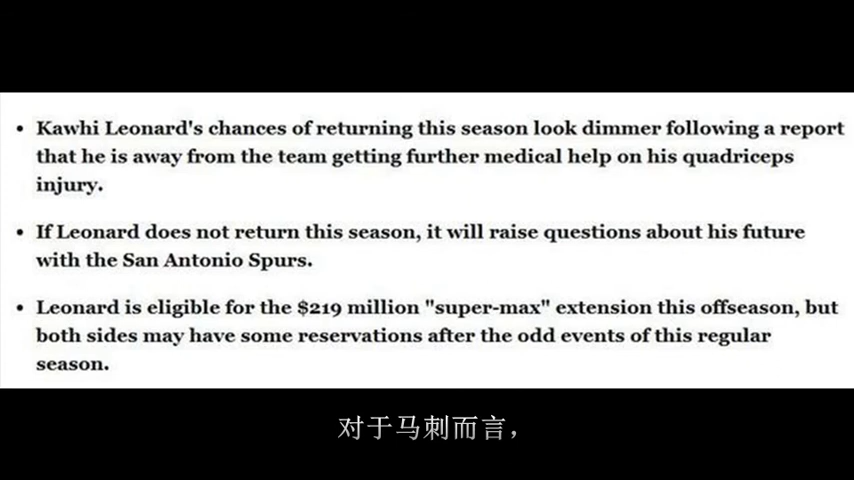 • Kawhi Leonard's chances of returning this season look dimmer following a report
that he is away from the team getting further medical help on his quadriceps
injury.
• If Leonard does not return this season, it will raise questions about his future
with the San Antonio Spurs.
• Leonard is eligible for the $219 million "super-max" extension this offseason, but
both sides may have some reservations after the odd events of this regular
season.
对于马刺而言，